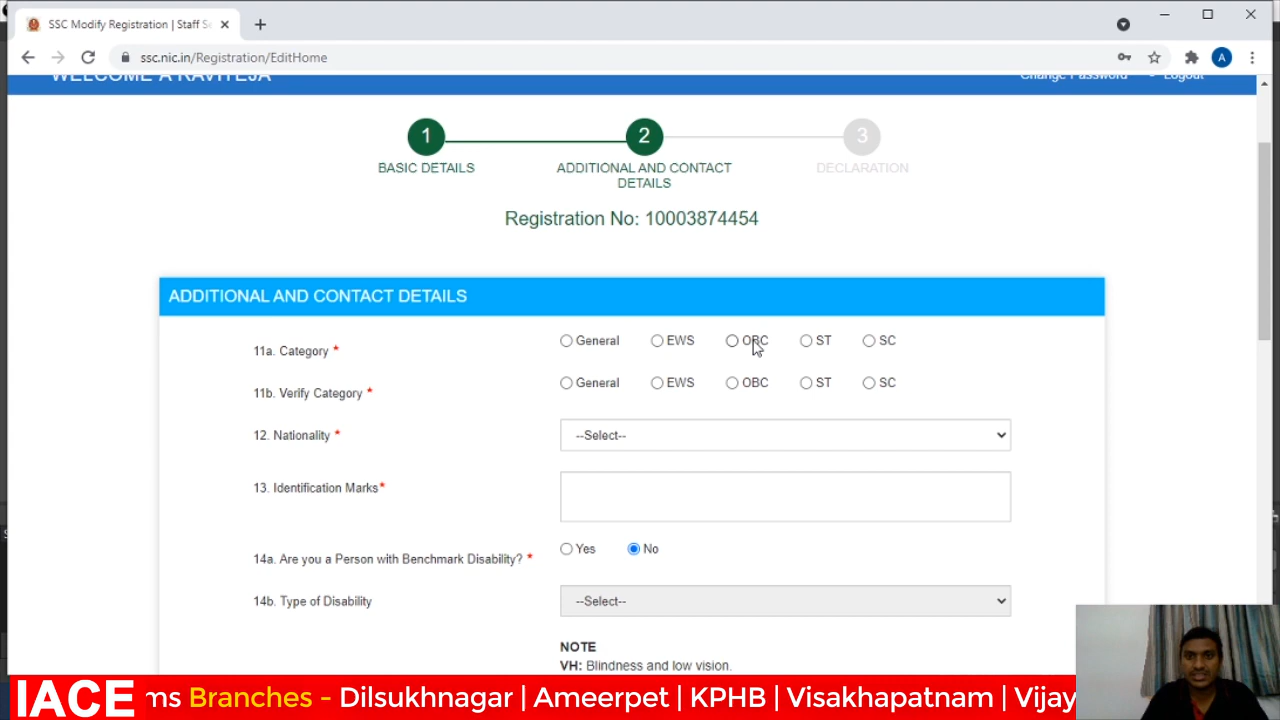 SSC Modify Registration | Staff Se
ssc.nic.in/Registration/EditHome
A
WELCOME A RAVITEJA
Change Password
Logout
1
2
3
BASIC DETAILS
ADDITIONAL AND CONTACT
DETAILS
DECLARATION
Registration No: 10003874454
ADDITIONAL AND CONTACT DETAILS
11a. Category *
General
EWS
OBC
ST
SC
11b. Verify Category *
General
EWS
OBC
ST
SC
12. Nationality *
--Select--
13. Identification Marks*
14a. Are you a Person with Benchmark Disability? *
Yes
No
14b. Type of Disability
--Select--
NOTE
VH: Blindness and low vision.
IACE
ms Branches - Dilsukhnagar | Ameerpet | KPHB | Visakhapatnam | Vijay